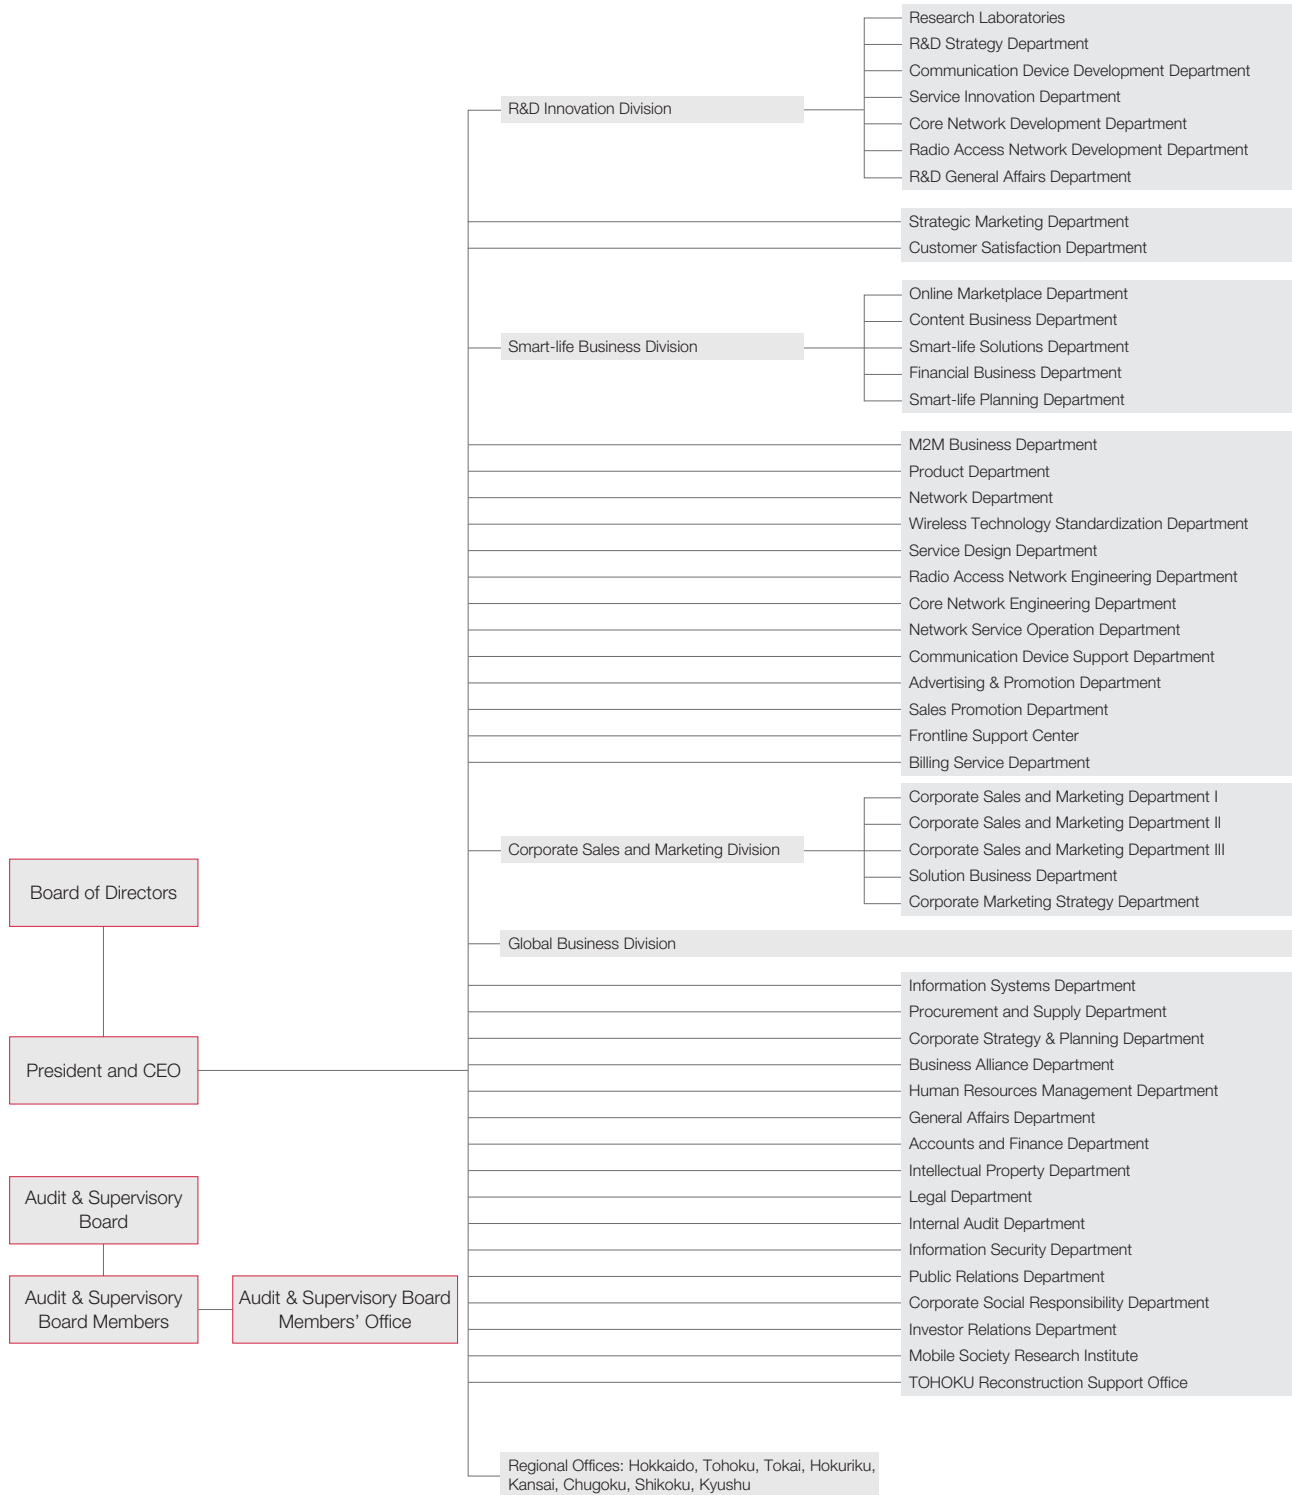 Research Laboratories
R&D Strategy Department
Communication Device Development Department
Service Innovation Department
R&D Innovation Division
Core Network Development Department
Radio Access Network Development Department
R&D General Affairs Department
Strategic Marketing Department
Customer Satisfaction Department
Online Marketplace Department
Content Business Department
Smart-life Business Division
Smart-life Solutions Department
Financial Business Department
Smart-life Planning Department
M2M Business Department
Product Department
Network Department
Wireless Technology Standardization Department
Service Design Department
Radio Access Network Engineering Department
Core Network Engineering Department
Network Service Operation Department
Communication Device Support Department
Advertising & Promotion Department
Sales Promotion Department
Frontline Support Center
Billing Service Department
Corporate Sales and Marketing Department I
Corporate Sales and Marketing Department II
Corporate Sales and Marketing Division
Corporate Sales and Marketing Department III
Solution Business Department
Corporate Marketing Strategy Department
Board of Directors
Global Business Division
Information Systems Department
Procurement and Supply Department
Corporate Strategy & Planning Department
President and CEO
Business Alliance Department
Human Resources Management Department
General Affairs Department
Accounts and Finance Department
Intellectual Property Department
Legal Department
Internal Audit Department
Information Security Department
Public Relations Department
Corporate Social Responsibility Department
Investor Relations Department
Mobile Society Research Institute
TOHOKU Reconstruction Support Office
Audit & Supervisory
Board
Audit & Supervisory
Board Members
Audit & Supervisory Board
Members’ Office
Regional Offices: Hokkaido, Tohoku, Tokai, Hokuriku,
Kansai, Chugoku, Shikoku, Kyushu